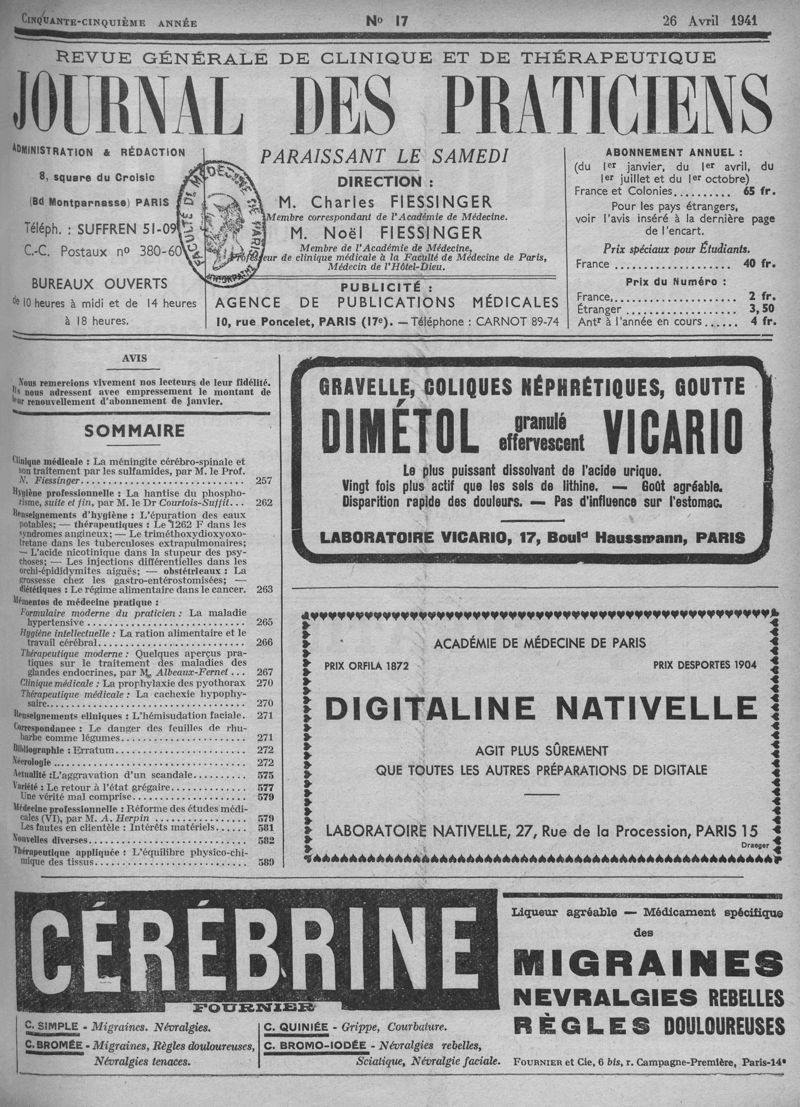 CINQUANTE-CINQUIÈME ANNÉE
No 17
26 Avril 1941
REVUE GÉNÉRALE DE CLINIQUE ET DE THÉRAPEUTIQUE
JOURNAL DES PRATICIENS
ADMINISTRATION & RÉDACTION
8, square du Croisic
(Bd Montparnasse) PARIS
Téléph. : SUFFREN 51-09
C.-C. Postaux no 380-60
BUREAUX OUVERTS
de 10 heures à midi et de 14 heures
à 18 heures.
FACULTÉ DE MÉDECINE DE PARIS
PARAISSANT LE SAMEDI
DIRECTION :
M. Charles FIESSINGER
Membre correspondant de l'Académie de Médecine.
M. Noël FIESSINGER
Membre de l'Académie de Médecine,
Professeur de clinique médicale à la Faculté de Médecine de Paris,
Médecin de l'Hôtel-Dieu.
PUBLICITÉ :
AGENCE DE PUBLICATIONS MÉDICALES
10, rue Poncelet, PARIS (17e). — Téléphone : CARNOT 89-74
ABONNEMENT ANNUEL :
(du 1er janvier, du 1er avril, du
1er juillet et du 1er octobre)
France et Colonies.......... 65 fr.
Pour les pays étrangers,
voir l'avis inséré à la dernière page
de l'encart.
Prix spéciaux pour Étudiants.
France .................. 40 fr.
Prix du Numéro :
France,.................. 2 fr.
Étranger ................ 3,50
Antr à l'année en cours ...... 4 fr.
AVIS
Nous remercions vivement nos lecteurs de leur fidélité.
Ils nous adressent avec empressement le montant de
leur renouvellement d'abonnement de janvier.
SOMMAIRE
Clinique médicale : La méningite cérébro-spinale et
son traitement par les sulfamides, par M. le Prof.
N. Fiessinger............................ 257
Hygiène professionnelle : La hantise du phospho-
risme, suite et fin, par M. le Dr Courtois-Suffit... 262
Renseignements d'hygiène : L'épuration des eaux
potables; — thérapeutiques : Le 1262 F dans les
syndromes angineux; — Le triméthoxydioxyoxo-
brétane dans les tuberculoses extrapulmonaires;
— L'acide nicotinique dans la stupeur des psy-
choses; — Les injections différentielles dans les
orchi-épididymites aiguës; — obstétricaux : La
grossesse chez les gastro-entérostomisées; —
diététiques : Le régime alimentaire dans le cancer. 263
Mémentos de médecine pratique :
Formulaire moderne du praticien : La maladie
hypertensive ............................ 265
Hygiène intellectuelle : La ration alimentaire et le
travail cérébral............................ 266
Thérapeutique moderne : Quelques aperçus pra-
tiques sur le traitement des maladies des
glandes endocrines, par M. Albeaux-Fernet ... 267
Clinique médicale : La prophylaxie des pyothorax 270
Thérapeutique médicale : La cachexie hypophy-
saire............................ 270
Renseignements cliniques : L'hémisudation faciale. 271
Correspondance : Le danger des feuilles de rhu-
barbe comme légumes........................ 271
Bibliographie : Erratum........................ 272
Nécrologie ............................ 272
Actualité : L'aggravation d'un scandale.......... 575
Variété : Le retour à l'état grégaire.............. 577
Une vérité mal comprise...................... 579
Médecine professionnelle : Réforme des études médi-
cales (VI), par M. A. Herpin ................ 579
Les fautes en clientèle : Intérêts matériels...... 581
Nouvelles diverses............................ 582
Thérapeutique appliquée : L'équilibre physico-chi-
mique des tissus............................ 589
GRAVELLE, COLIQUES NÉPHRÉTIQUES, GOUTTE
DIMÉTOL granulé effervescent VICARIO
Le plus puissant dissolvant de l'acide urique.
Vingt fois plus actif que les sels de lithine. — Goût agréable.
Disparition rapide des douleurs. — Pas d'influence sur l'estomac.
LABORATOIRE VICARIO, 17, Bould Haussmann, PARIS
ACADÉMIE DE MÉDECINE DE PARIS
PRIX ORFILA 1872
PRIX DESPORTES 1904
DIGITALINE NATIVELLE
AGIT PLUS SÛREMENT
QUE TOUTES LES AUTRES PRÉPARATIONS DE DIGITALE
LABORATOIRE NATIVELLE, 27, Rue de la Procession, PARIS 15
Draeger
CÉRÉBRINE
FOURNIER
C. SIMPLE - Migraines. Névralgies.
C. BROMÉE - Migraines, Règles douloureuses,
Névralgies tenaces.
C. QUINIÉE - Grippe, Courbature.
C. BROMO-IODÉE - Névralgies rebelles,
Sciatique, Névralgie faciale.
Liqueur agréable — Médicament spécifique
des
MIGRAINES
NEVRALGIES REBELLES
RÈGLES DOULOUREUSES
FOURNIER et Cie, 6 bis, r. Campagne-Première, Paris-14e